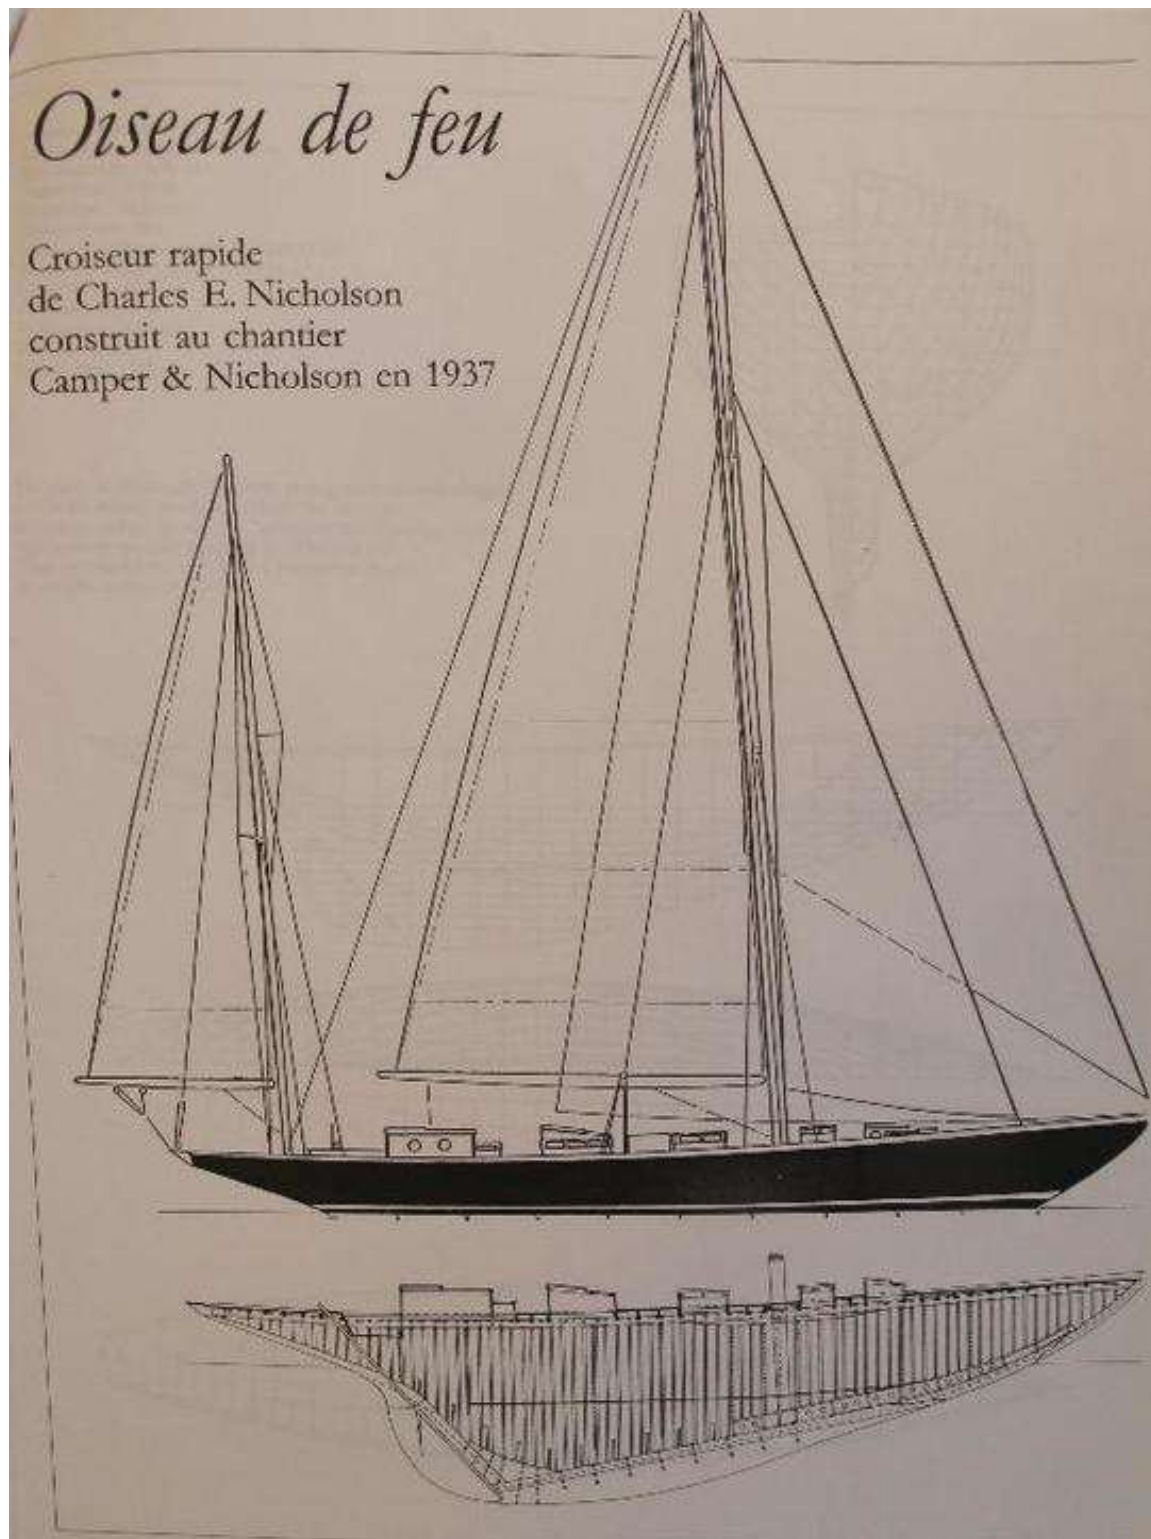 Oiseau de feu
Croiseur rapide
de Charles E. Nicholson
construit au chantier
Camper & Nicholson en 1937